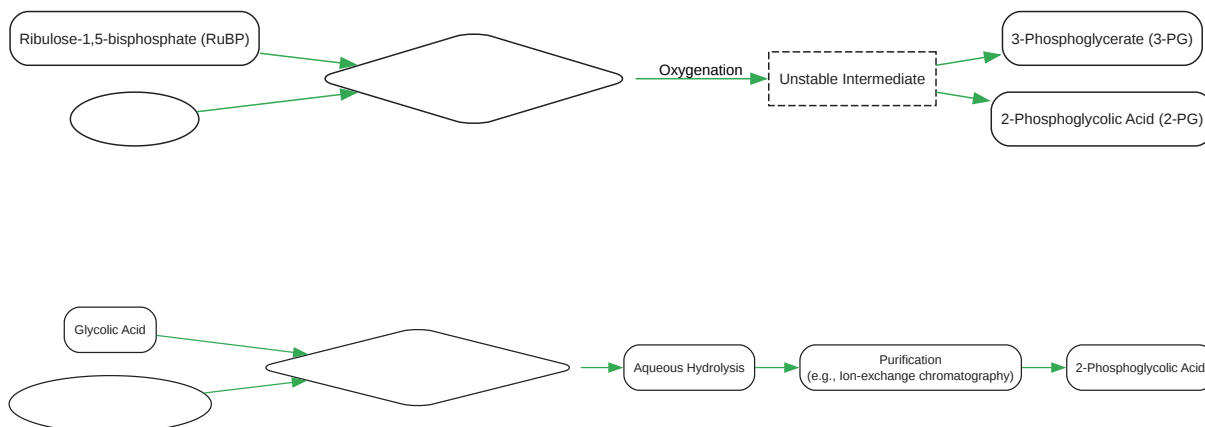 Ribulose-1,5-bisphosphate (RuBP)
Oxygenation
Unstable Intermediate
3-Phosphoglycerate (3-PG)
2-Phosphoglycolic Acid (2-PG)
Glycolic Acid
Aqueous Hydrolysis
Purification
(e.g., Ion-exchange chromatography)
2-Phosphoglycolic Acid